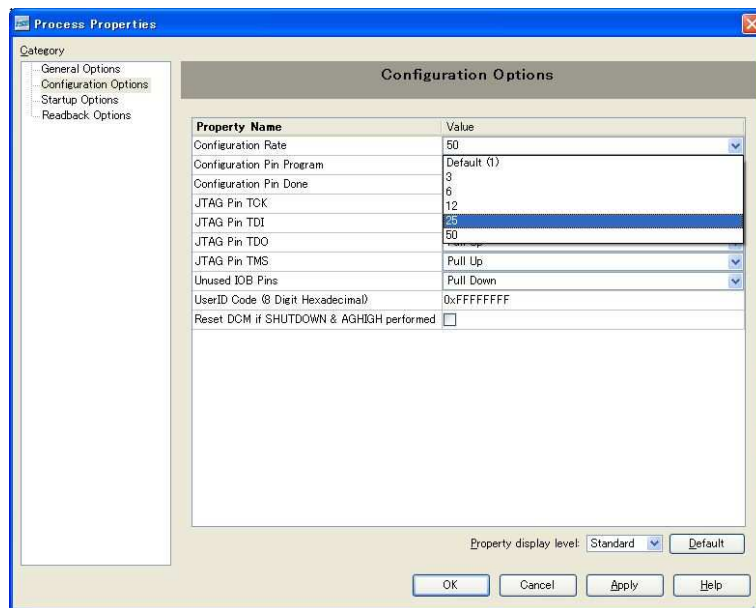 Process Properties
Category
General Options
Configuration Options
Startup Options
Readback Options
Configuration Options
Property Name Value
Configuration Rate 50
Configuration Pin Program Default (1)
3
Configuration Pin Done 6
JTAG Pin TCK 12
JTAG Pin TDI 25
50
JTAG Pin TDO
JTAG Pin TMS Pull Up
Unused IOB Pins Pull Down
UserID Code (8 Digit Hexadecimal) 0xFFFFFFFF
Reset DCM if SHUTDOWN & AGHIGH performed
Property display level: Standard Default
OK Cancel Apply Help